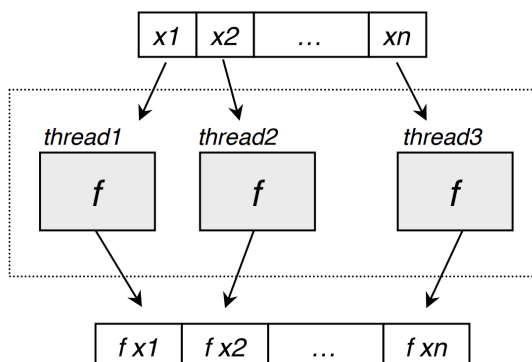 x1 x2 ... xn
thread1 thread2 thread3
f f f
f x1 f x2 ... f xn